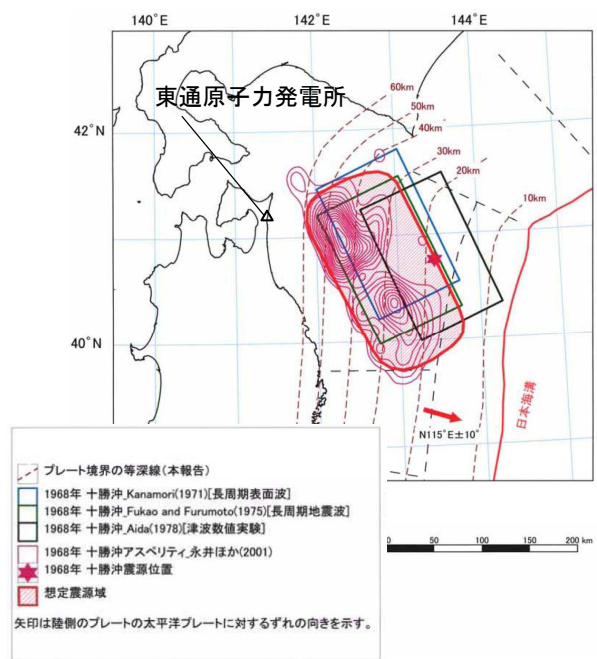 140°E 142°E 144°E
東通原子力発電所
60km
50km
42°N
40km
30km
20km
10km
40°N
日本海溝
N115°E±10°
プレート境界の等深線(本報告)
1968年 十勝沖_Kanamori(1971)[長周期表面波]
1968年 十勝沖_Fukao and Furumoto(1975)[長周期地震波]
1968年 十勝沖_Aida(1978)[津波数値実験]
1968年 十勝沖アスペリティ_永井ほか(2001)
1968年 十勝沖震源位置
想定震源域
矢印は陸側のプレートの太平洋プレートに対するずれの向きを示す。
0 50 100 150 200 km